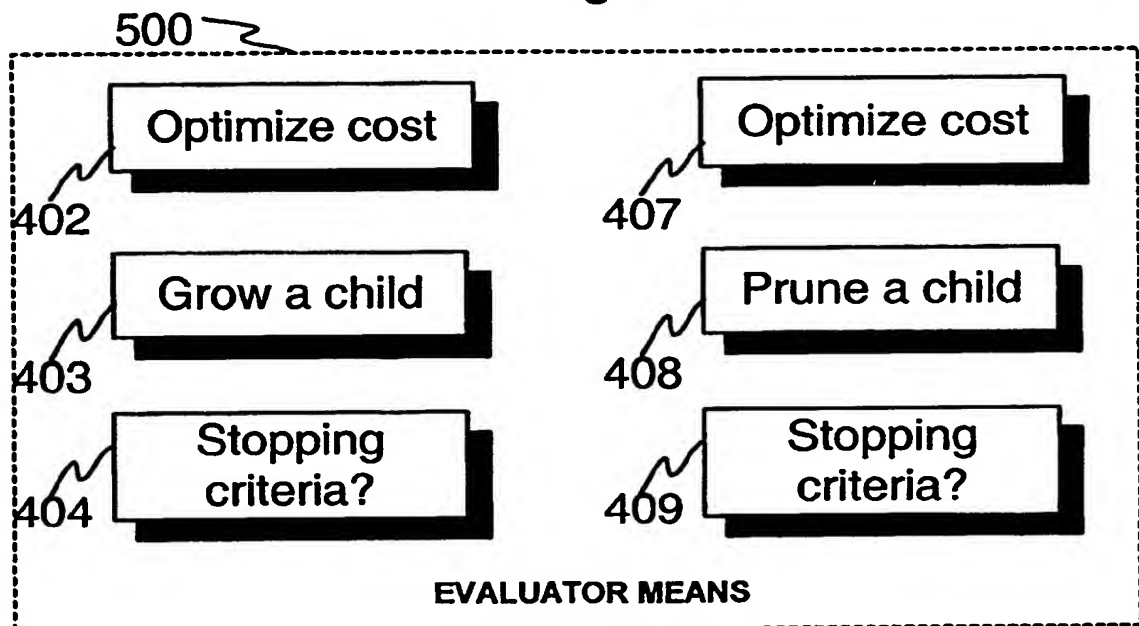 500
Optimize cost
Optimize cost
402
407
Grow a child
Prune a child
403
408
Stopping
criteria?
Stopping
criteria?
404
409
EVALUATOR MEANS